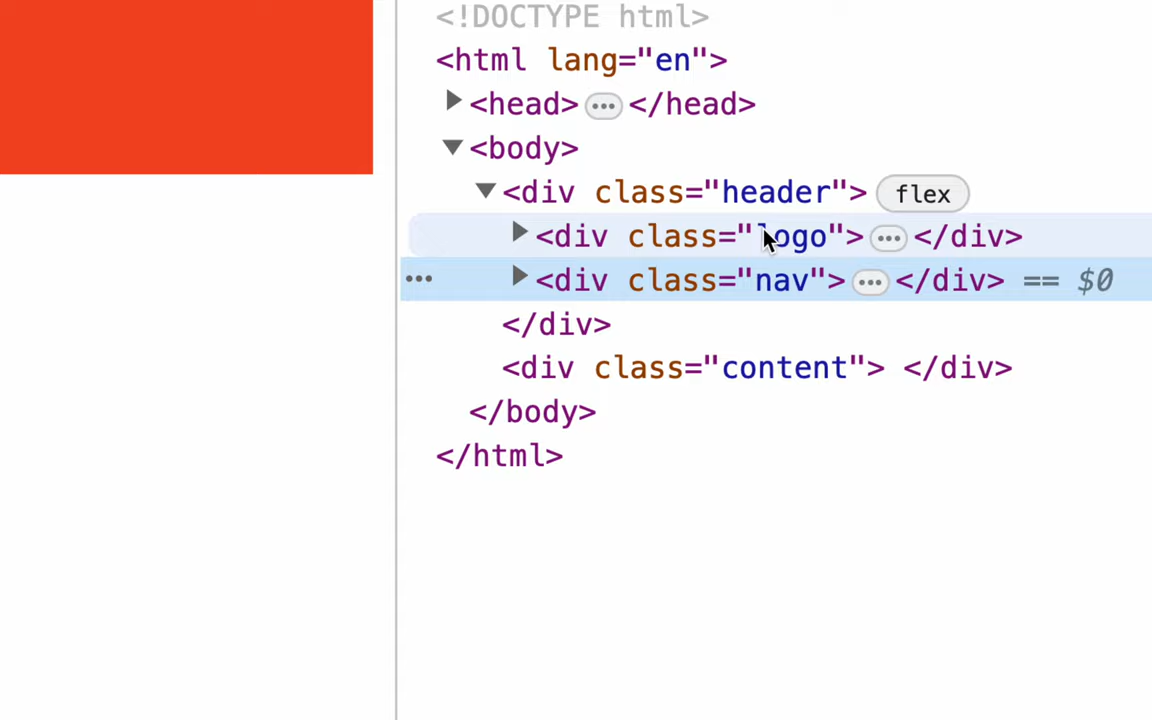 <!DOCTYPE html>
<html lang="en">
<head> ••• </head>
<body>
<div class="header"> flex
<div class="logo"> ••• </div>
••• <div class="nav"> ••• </div> == $0
</div>
<div class="content"> </div>
</body>
</html>